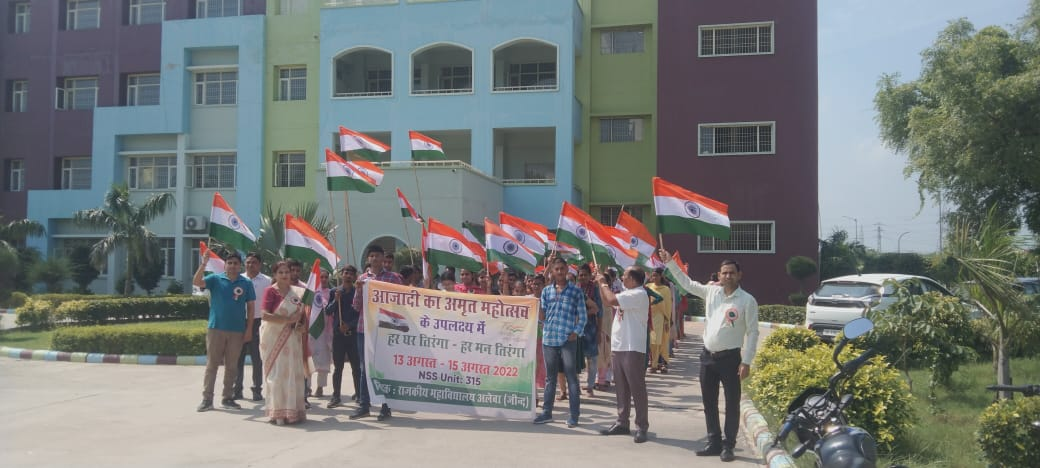 आजादी का अमृत महोत्सव
के उपलक्ष्य में
हर घर तिरंगा - हर मन तिरंगा
13 अगस्त - 15 अगस्त 2022
NSS Unit: 315
: राजकीय महाविद्यालय अलेवा (जीन्द)